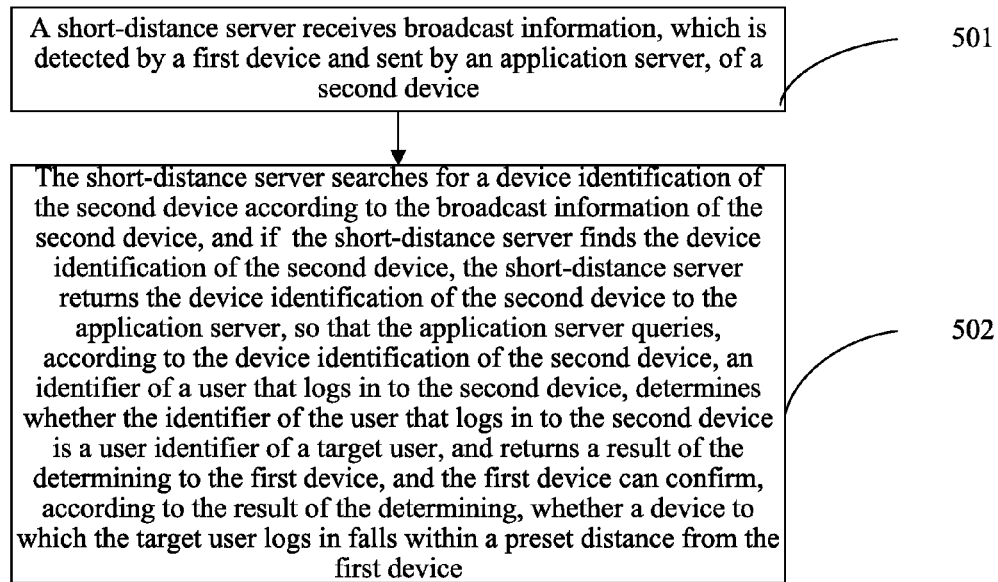 A short-distance server receives broadcast information, which is
detected by a first device and sent by an application server, of a
second device
501
The short-distance server searches for a device identification of
the second device according to the broadcast information of the
second device, and if the short-distance server finds the device
identification of the second device, the short-distance server
returns the device identification of the second device to the
application server, so that the application server queries,
according to the device identification of the second device, an
identifier of a user that logs in to the second device, determines
whether the identifier of the user that logs in to the second device
is a user identifier of a target user, and returns a result of the
determining to the first device, and the first device can confirm,
according to the result of the determining, whether a device to
which the target user logs in falls within a preset distance from the
first device
502